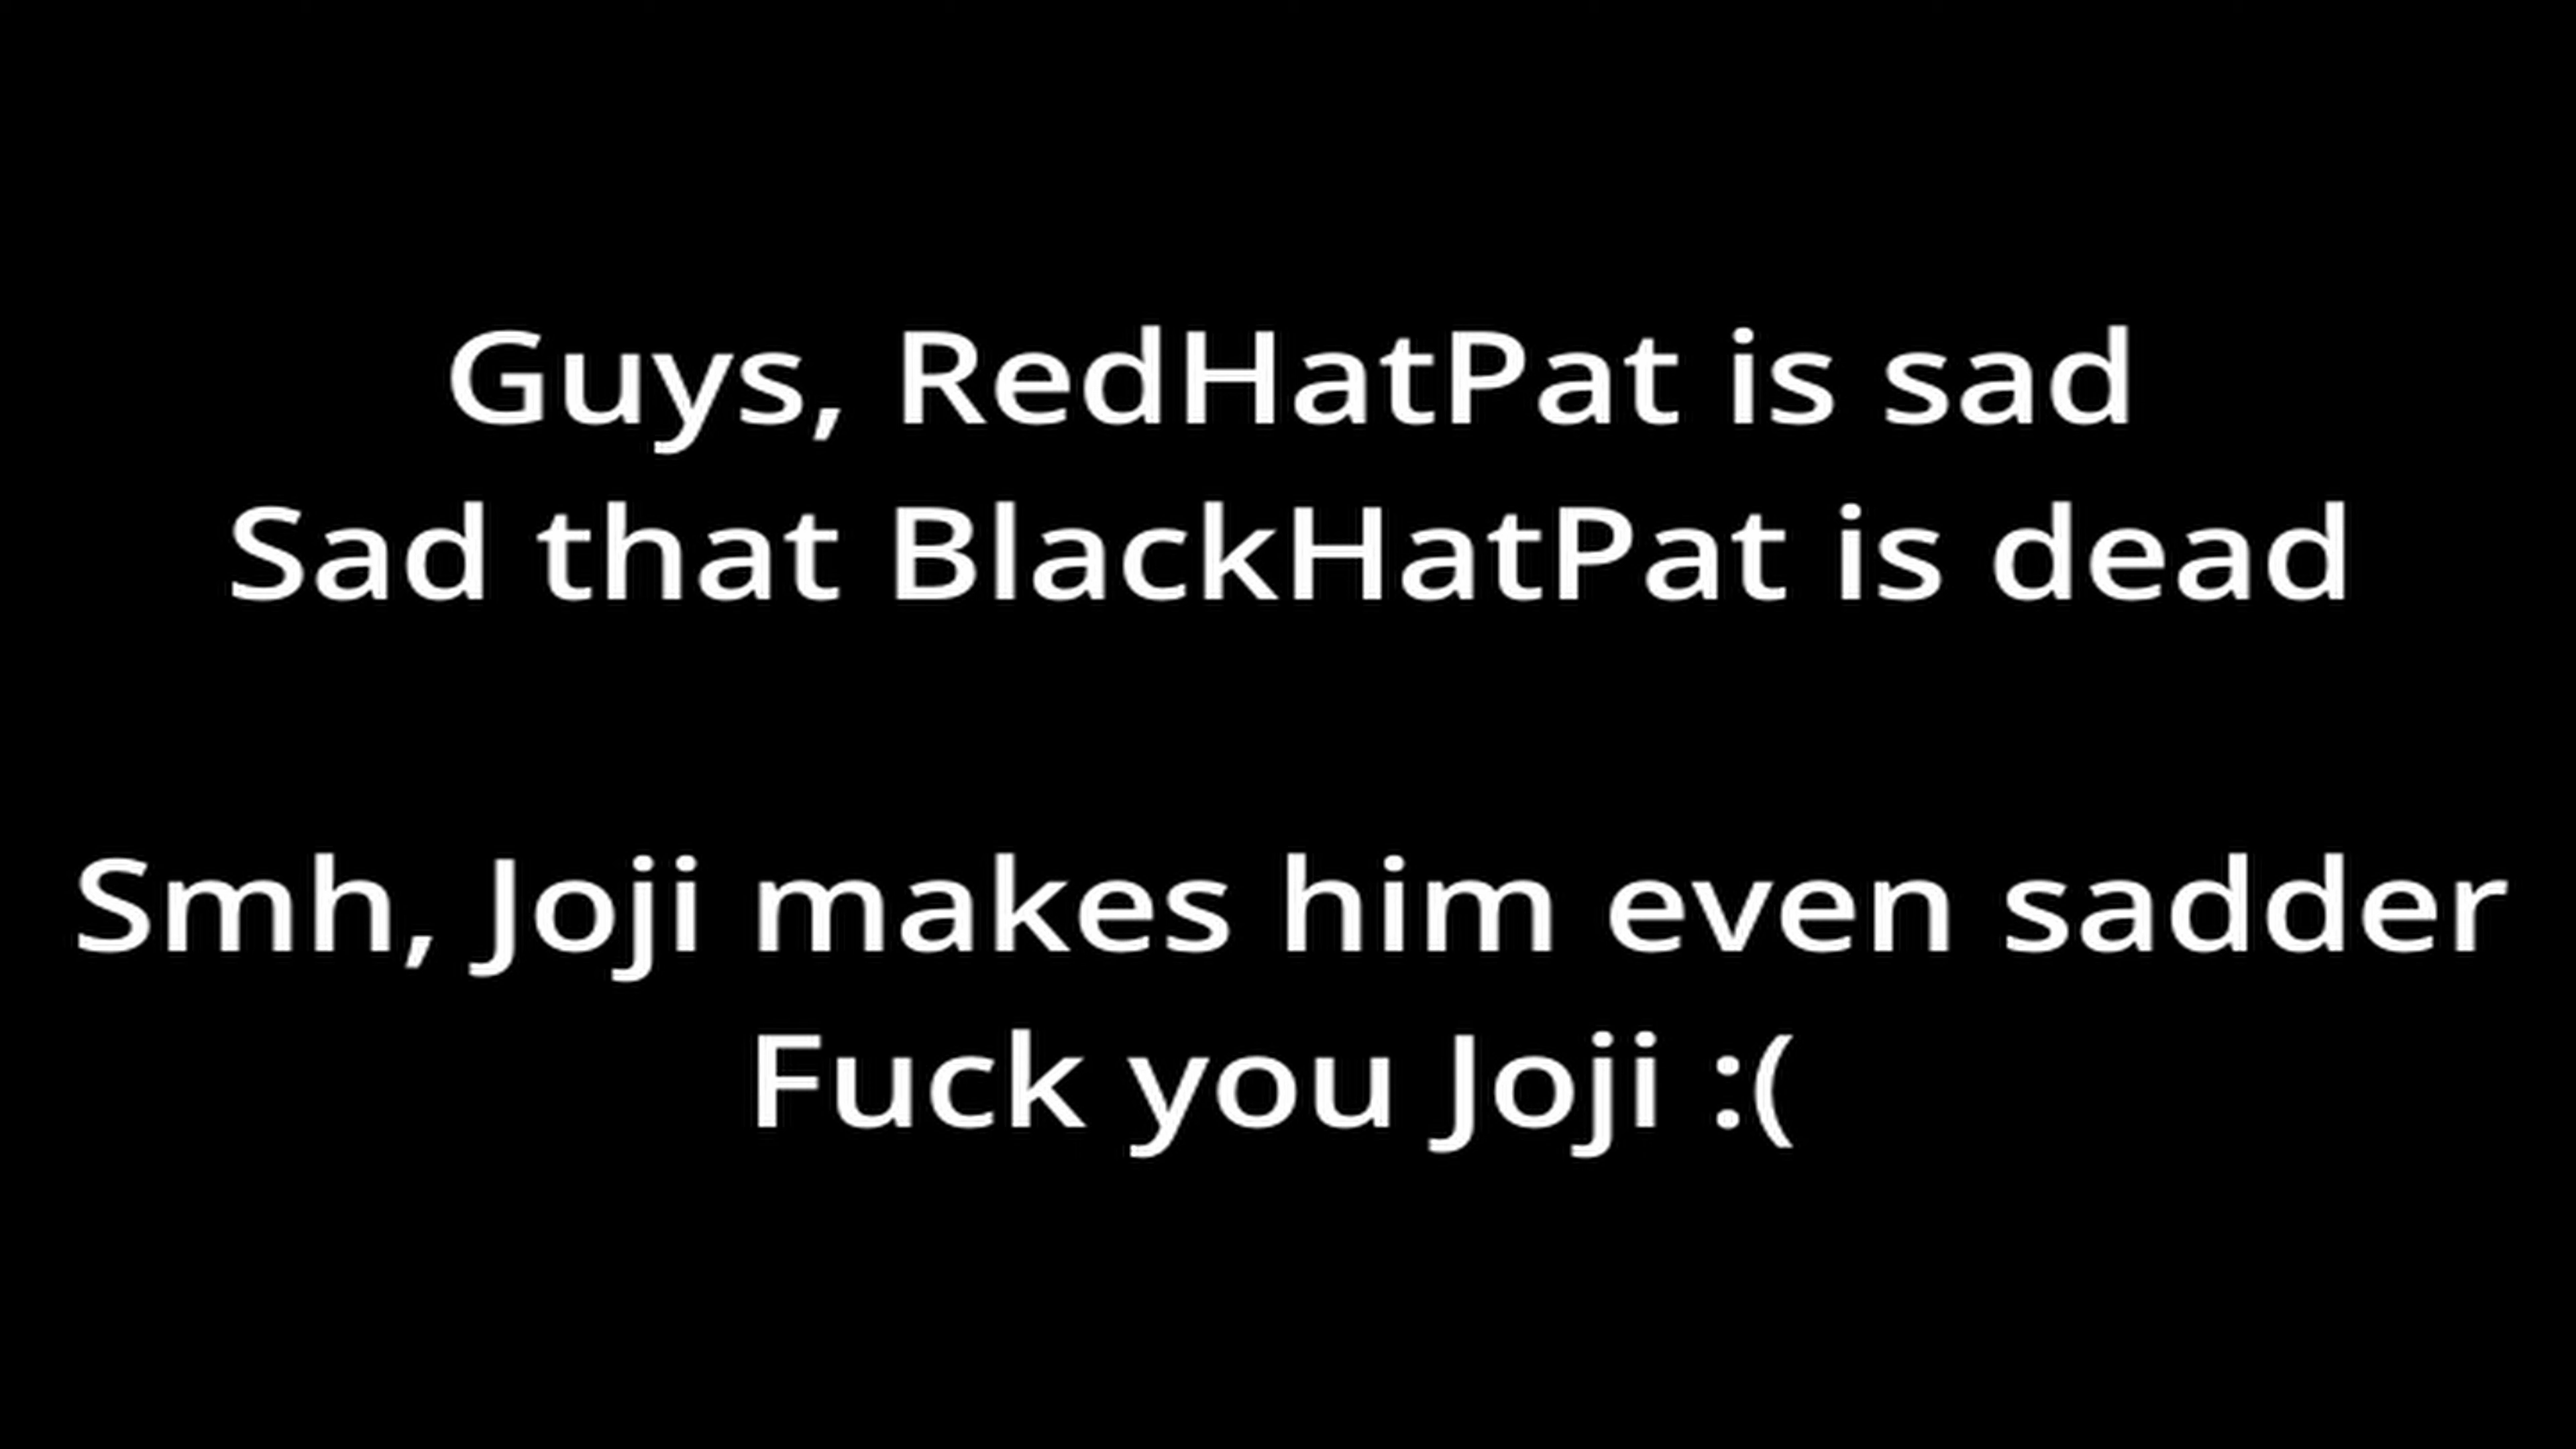 Guys, RedHatPat is sad
Sad that BlackHatPat is dead
Smh, Joji makes him even sadder
Fuck you Joji :(